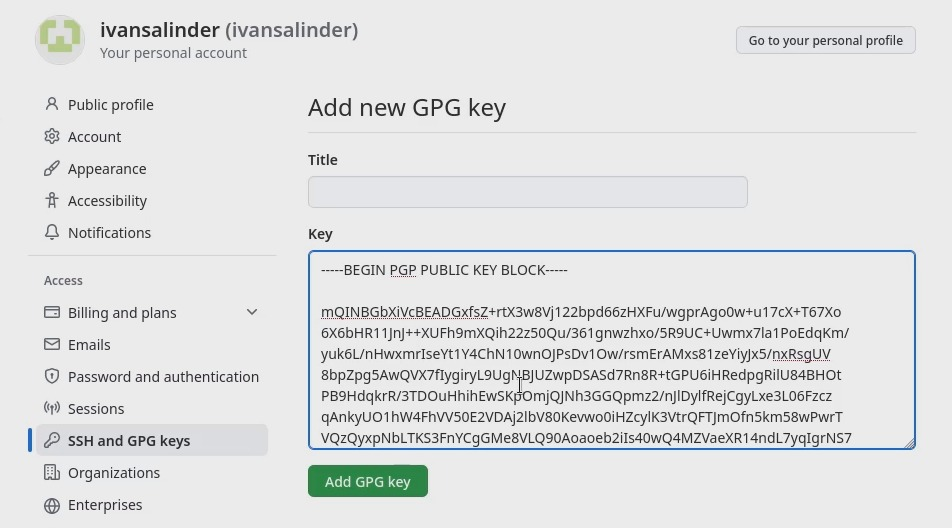 ivansalinder (ivansalinder)
Your personal account
Go to your personal profile
Public profile
Account
Appearance
Accessibility
Notifications
Access
Billing and plans
Emails
Password and authentication
Sessions
SSH and GPG keys
Organizations
Enterprises
Add new GPG key
Title
Key
-----BEGIN PGP PUBLIC KEY BLOCK-----
mQINBGbXiVcBEADGxfsZ+rtX3w8Vj122bpd66zHXFu/wgprAgo0w+u17cX+T67Xo
6X6bHR11JnJ++XUFh9mXQih22z50Qu/361gnwzhxo/5R9UC+Uwmx7la1PoEdqKm/
yuk6L/nHwxmrIseYt1Y4ChN10wnOJPsDv1Ow/rsmErAMxs81zeYiyJx5/nxRsgUV
8bpZpg5AwQVX7fIygiryL9UgNBJUZwpDSASd7Rn8R+tGPU6iHRedpgRilU84BHOt
PB9HdqkrR/3TDOuHhihEwSKpOmjQJNh3GGQpmz2/nJlDylfRejCgyLxe3L06Fzcz
qAnkyUO1hW4FhVV50E2VDAj2lbV80Kevwo0iHZcylK3VtrQFTJmOfn5km58wPwrT
VQzQyxpNbLTKS3FnYCgGMe8VLQ90Aoaoeb2iIs40wQ4MZVaeXR14ndL7yqIgrNS7
Add GPG key